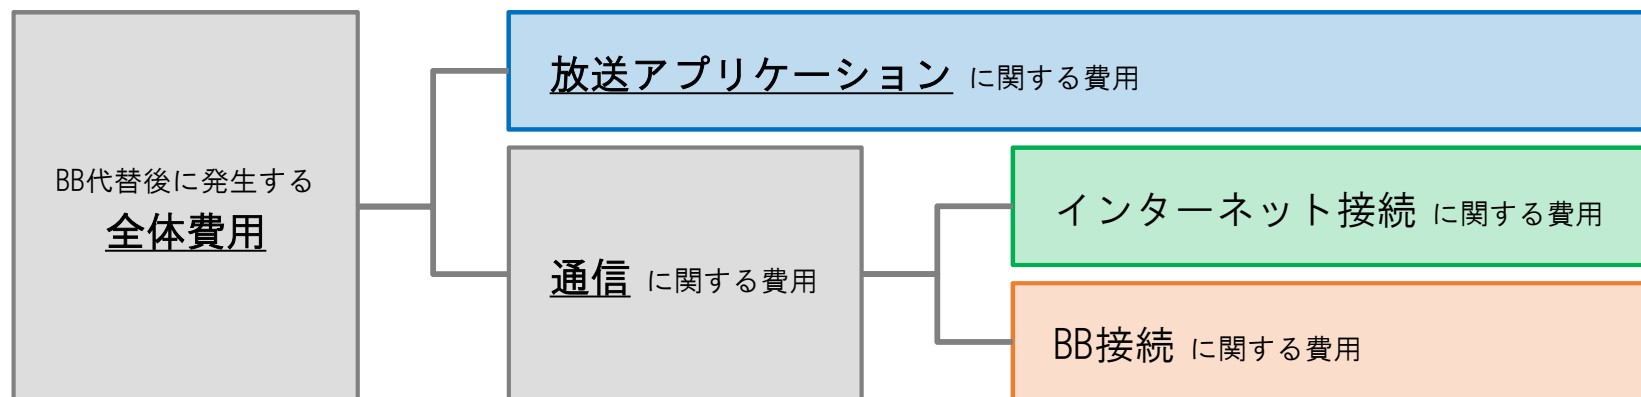 BB代替後に発生する
全体費用
放送アプリケーション に関する費用
通信 に関する費用
インターネット接続 に関する費用
BB接続 に関する費用